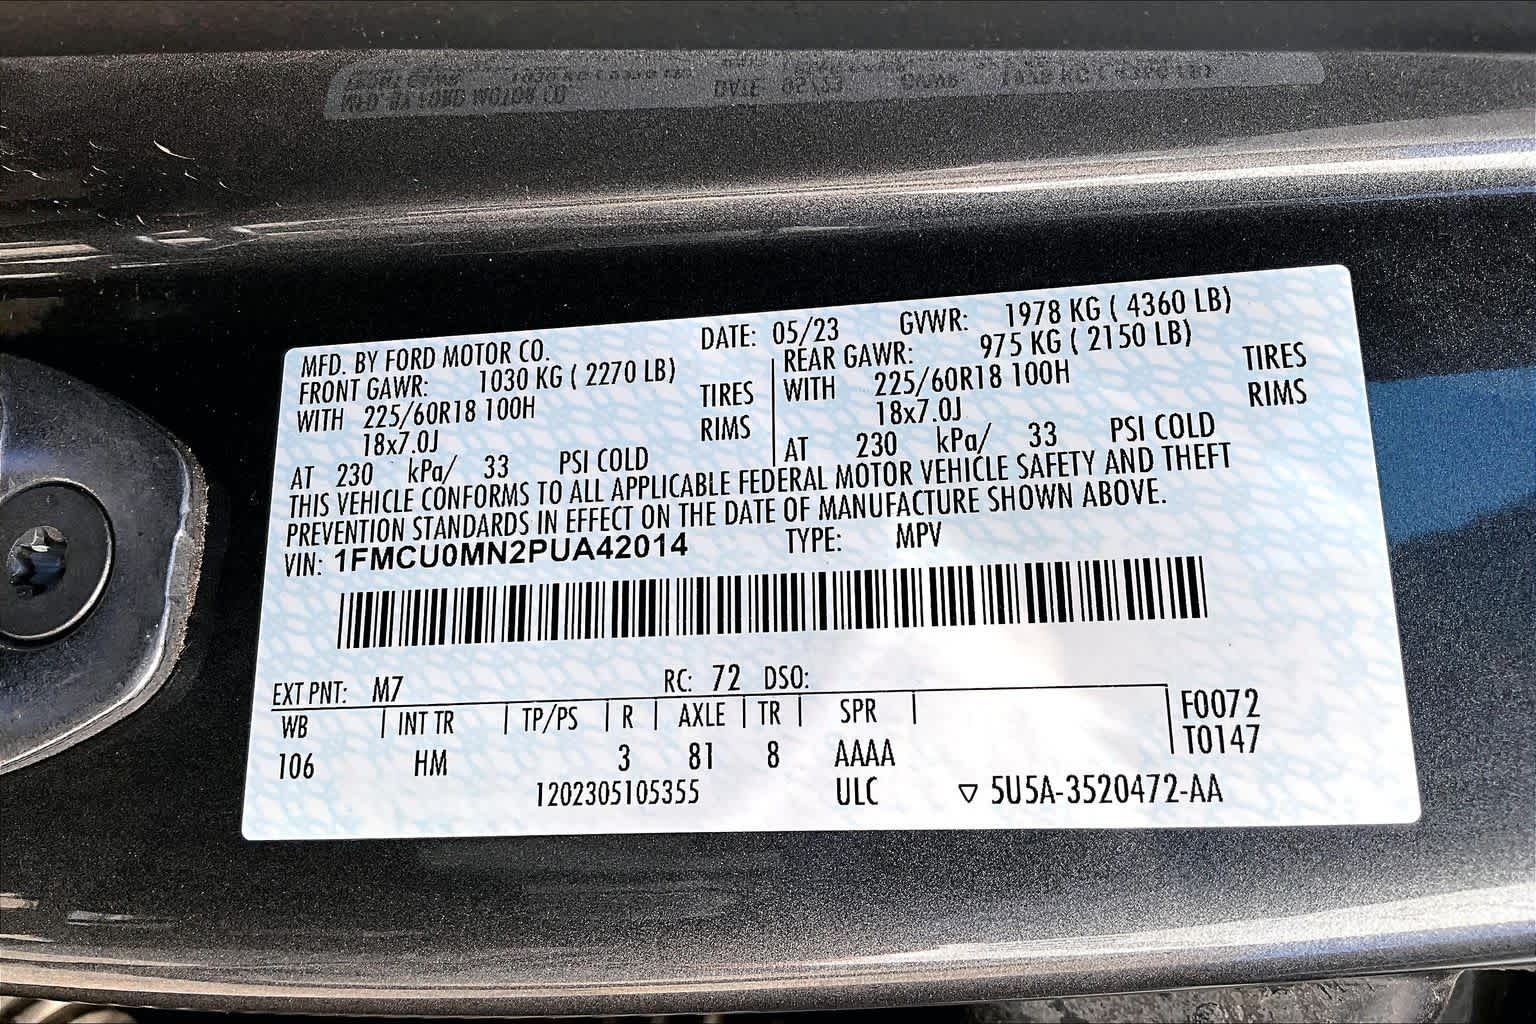 MFD. BY FORD MOTOR CO. DATE: 05/23 GVWR: 1978 KG ( 4360 LB)
FRONT GAWR: 1030 KG ( 2270 LB) REAR GAWR: 975 KG ( 2150 LB)
WITH 225/60R18 100H TIRES WITH 225/60R18 100H TIRES
18x7.0J RIMS 18x7.0J RIMS
AT 230 kPa/ 33 PSI COLD AT 230 kPa/ 33 PSI COLD
THIS VEHICLE CONFORMS TO ALL APPLICABLE FEDERAL MOTOR VEHICLE SAFETY AND THEFT
PREVENTION STANDARDS IN EFFECT ON THE DATE OF MANUFACTURE SHOWN ABOVE.
VIN: 1FMCU0MN2PUA42014 TYPE: MPV
EXT PNT: M7 RC: 72 DSO:
WB INT TR TP/PS R AXLE TR SPR F0072
106 HM 3 81 8 AAAA T0147
1202305105355 ULC ▽ 5U5A-3520472-AA